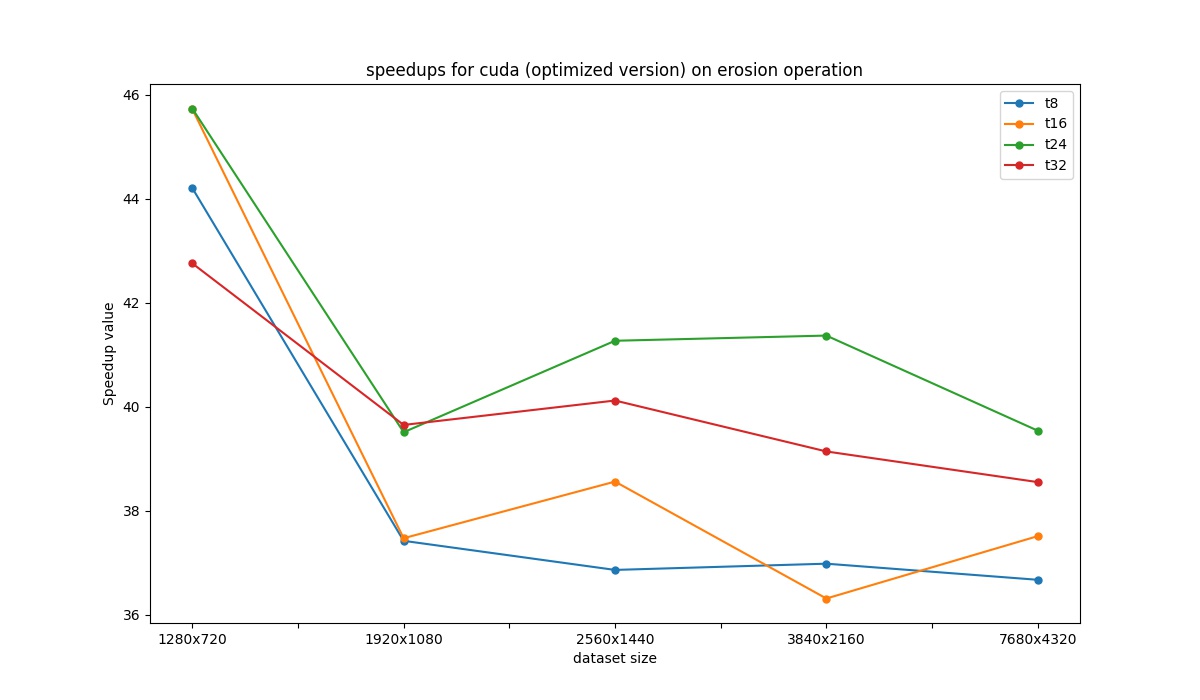 speedups for cuda (optimized version) on erosion operation
t8
t16
t24
t32
Speedup value
46
44
42
40
38
36
1280x720 1920x1080 2560x1440 3840x2160 7680x4320
dataset size